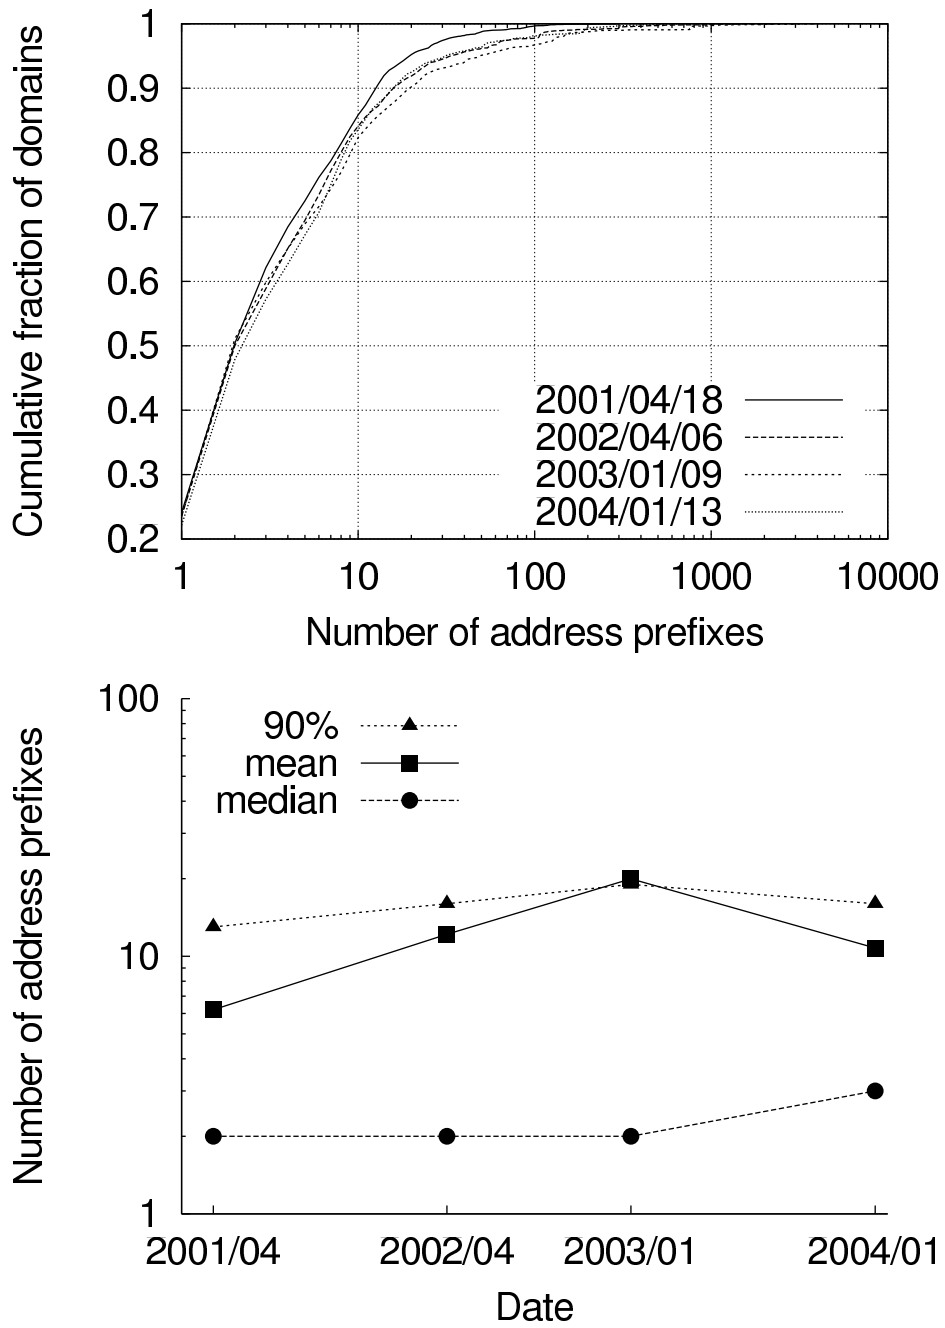 1
0.9
0.8
0.7
0.6
0.5
0.4
0.3
0.2
Cumulative fraction of domains
2001/04/18
2002/04/06
2003/01/09
2004/01/13
1 10 100 1000 10000
Number of address prefixes
100
10
1
Number of address prefixes
90%
mean
median
2001/04 2002/04 2003/01 2004/01
Date